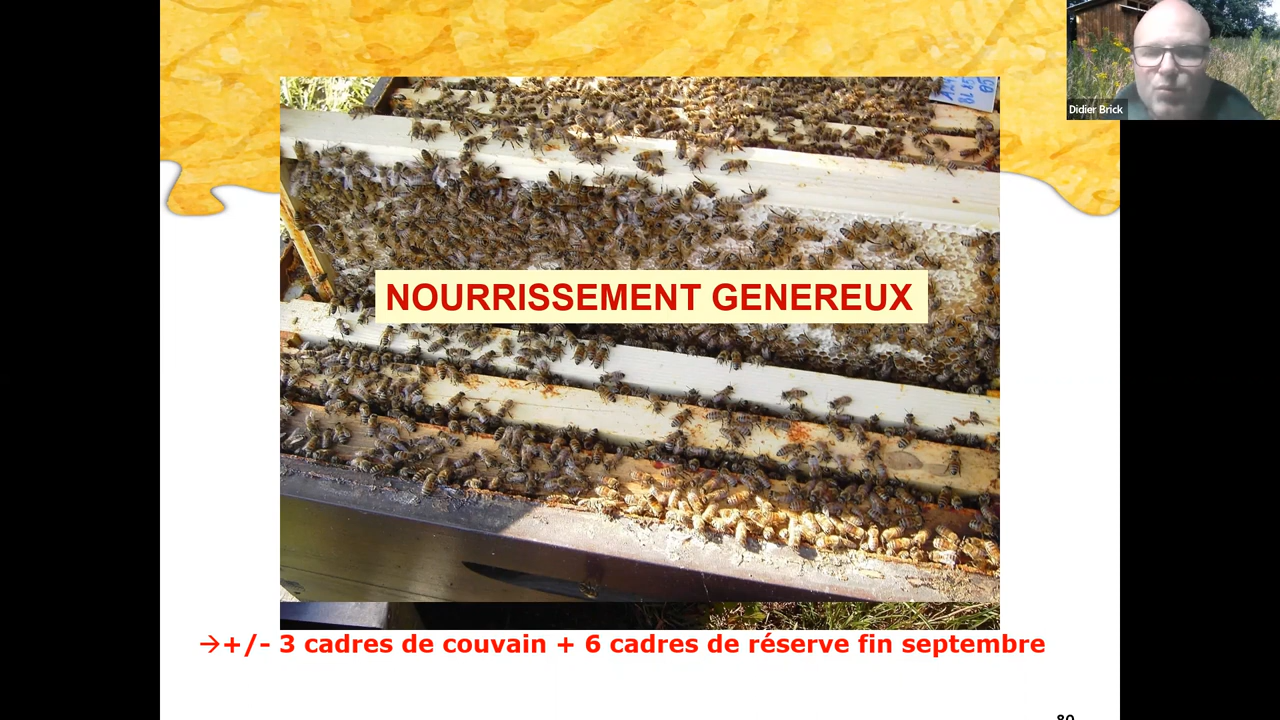 Didier Brick
NOURRISSEMENT GENEREUX
→+/- 3 cadres de couvain + 6 cadres de réserve fin septembre